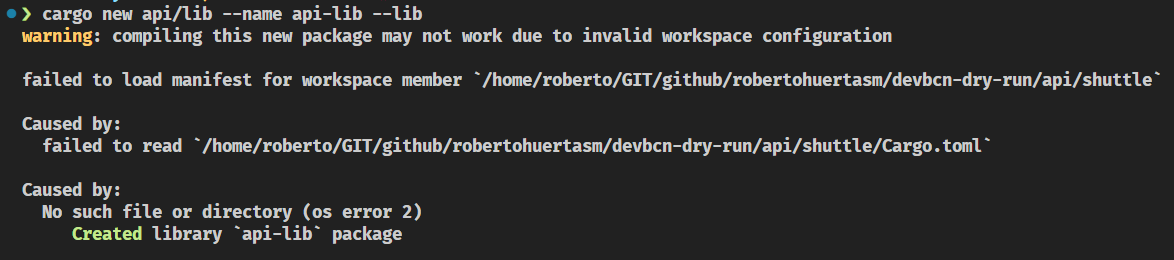 ❯ cargo new api/lib --name api-lib --lib
warning: compiling this new package may not work due to invalid workspace configuration
failed to load manifest for workspace member `/home/roberto/GIT/github/robertohuertasm/devbcn-dry-run/api/shuttle`
Caused by:
failed to read `/home/roberto/GIT/github/robertohuertasm/devbcn-dry-run/api/shuttle/Cargo.toml`
Caused by:
No such file or directory (os error 2)
Created library `api-lib` package